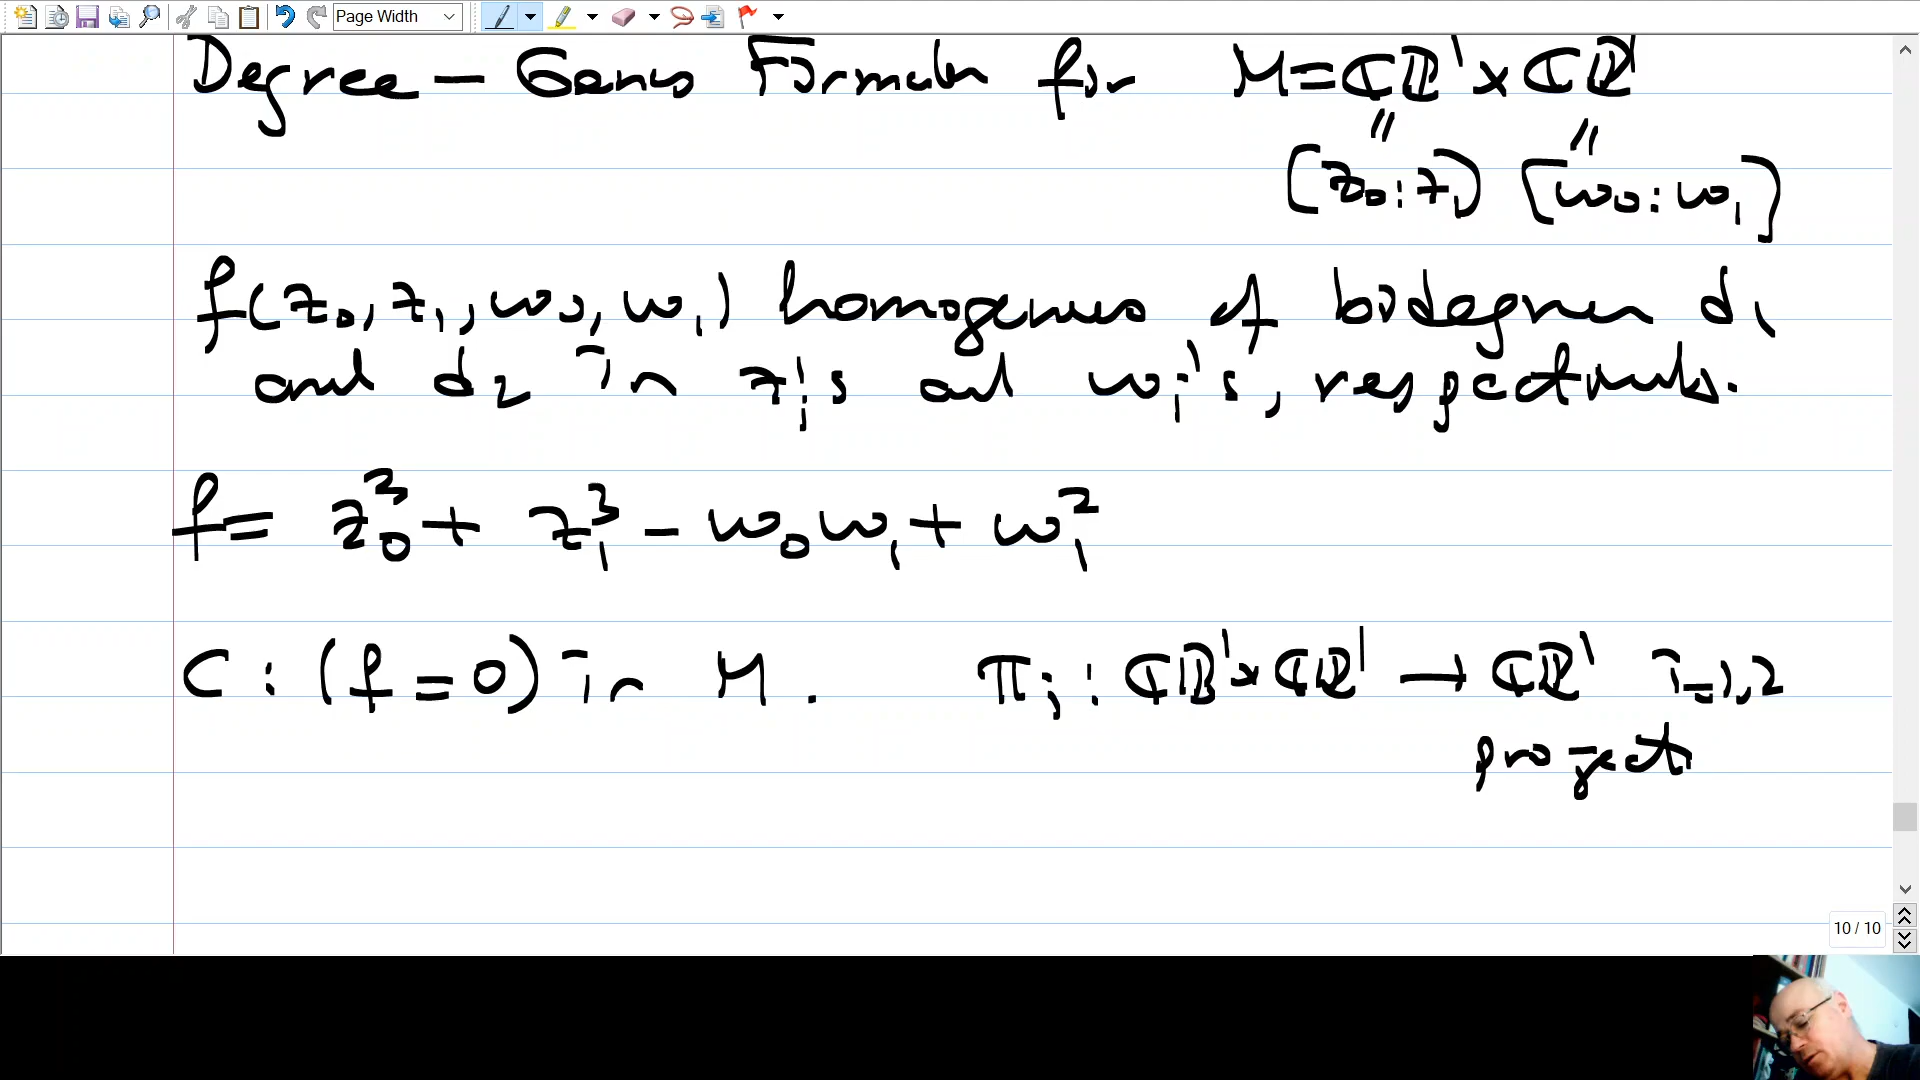 Page Width
Degree – Genus Formula for M = ℂℙ¹ × ℂℙ¹
[z₀ : z₁] [w₀ : w₁]
f(z₀, z₁, w₀, w₁) homogenus of bidegree d₁
and d₂ in zᵢ's and wᵢ's, respectively.
f = z₀³ + z₁³ – w₀w₁ + w₁²
C : (f = 0) in M . πᵢ : ℂℙ¹ × ℂℙ¹ → ℂℙ¹ i=1,2
project
10 / 10